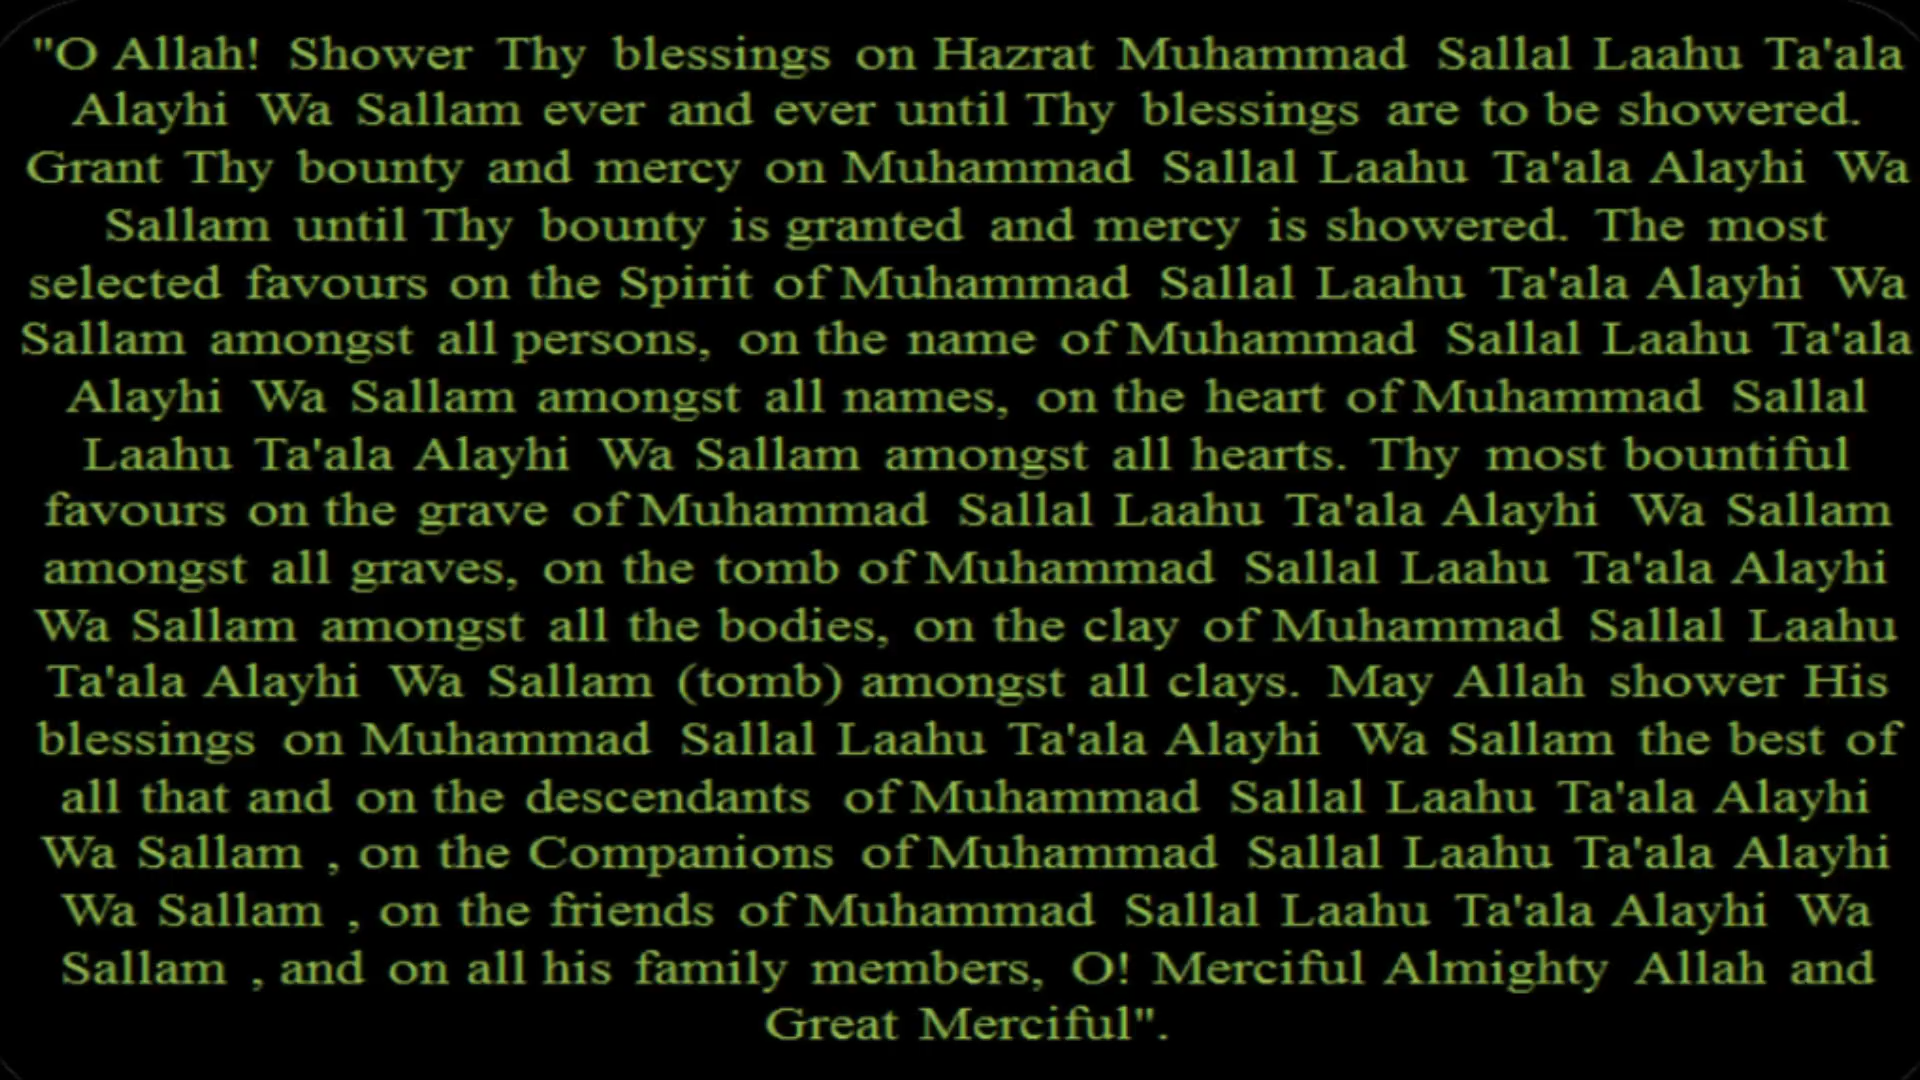 "O Allah! Shower Thy blessings on Hazrat Muhammad Sallal Laahu Ta'ala
Alayhi Wa Sallam ever and ever until Thy blessings are to be showered.
Grant Thy bounty and mercy on Muhammad Sallal Laahu Ta'ala Alayhi Wa
Sallam until Thy bounty is granted and mercy is showered. The most
selected favours on the Spirit of Muhammad Sallal Laahu Ta'ala Alayhi Wa
Sallam amongst all persons, on the name of Muhammad Sallal Laahu Ta'ala
Alayhi Wa Sallam amongst all names, on the heart of Muhammad Sallal
Laahu Ta'ala Alayhi Wa Sallam amongst all hearts. Thy most bountiful
favours on the grave of Muhammad Sallal Laahu Ta'ala Alayhi Wa Sallam
amongst all graves, on the tomb of Muhammad Sallal Laahu Ta'ala Alayhi
Wa Sallam amongst all the bodies, on the clay of Muhammad Sallal Laahu
Ta'ala Alayhi Wa Sallam (tomb) amongst all clays. May Allah shower His
blessings on Muhammad Sallal Laahu Ta'ala Alayhi Wa Sallam the best of
all that and on the descendants of Muhammad Sallal Laahu Ta'ala Alayhi
Wa Sallam , on the Companions of Muhammad Sallal Laahu Ta'ala Alayhi
Wa Sallam , on the friends of Muhammad Sallal Laahu Ta'ala Alayhi Wa
Sallam , and on all his family members, O! Merciful Almighty Allah and
Great Merciful".